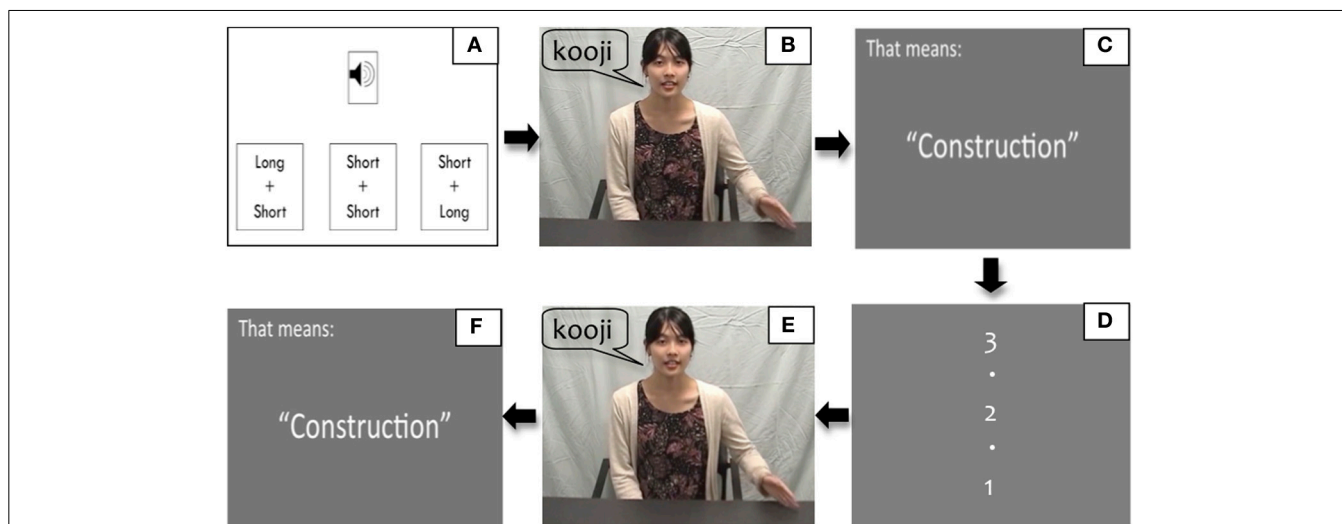 A
Long
+
Short
Short
+
Short
Short
+
Long
B
kooji
C
That means:
“Construction”
D
3
.
2
.
1
E
kooji
F
That means:
“Construction”